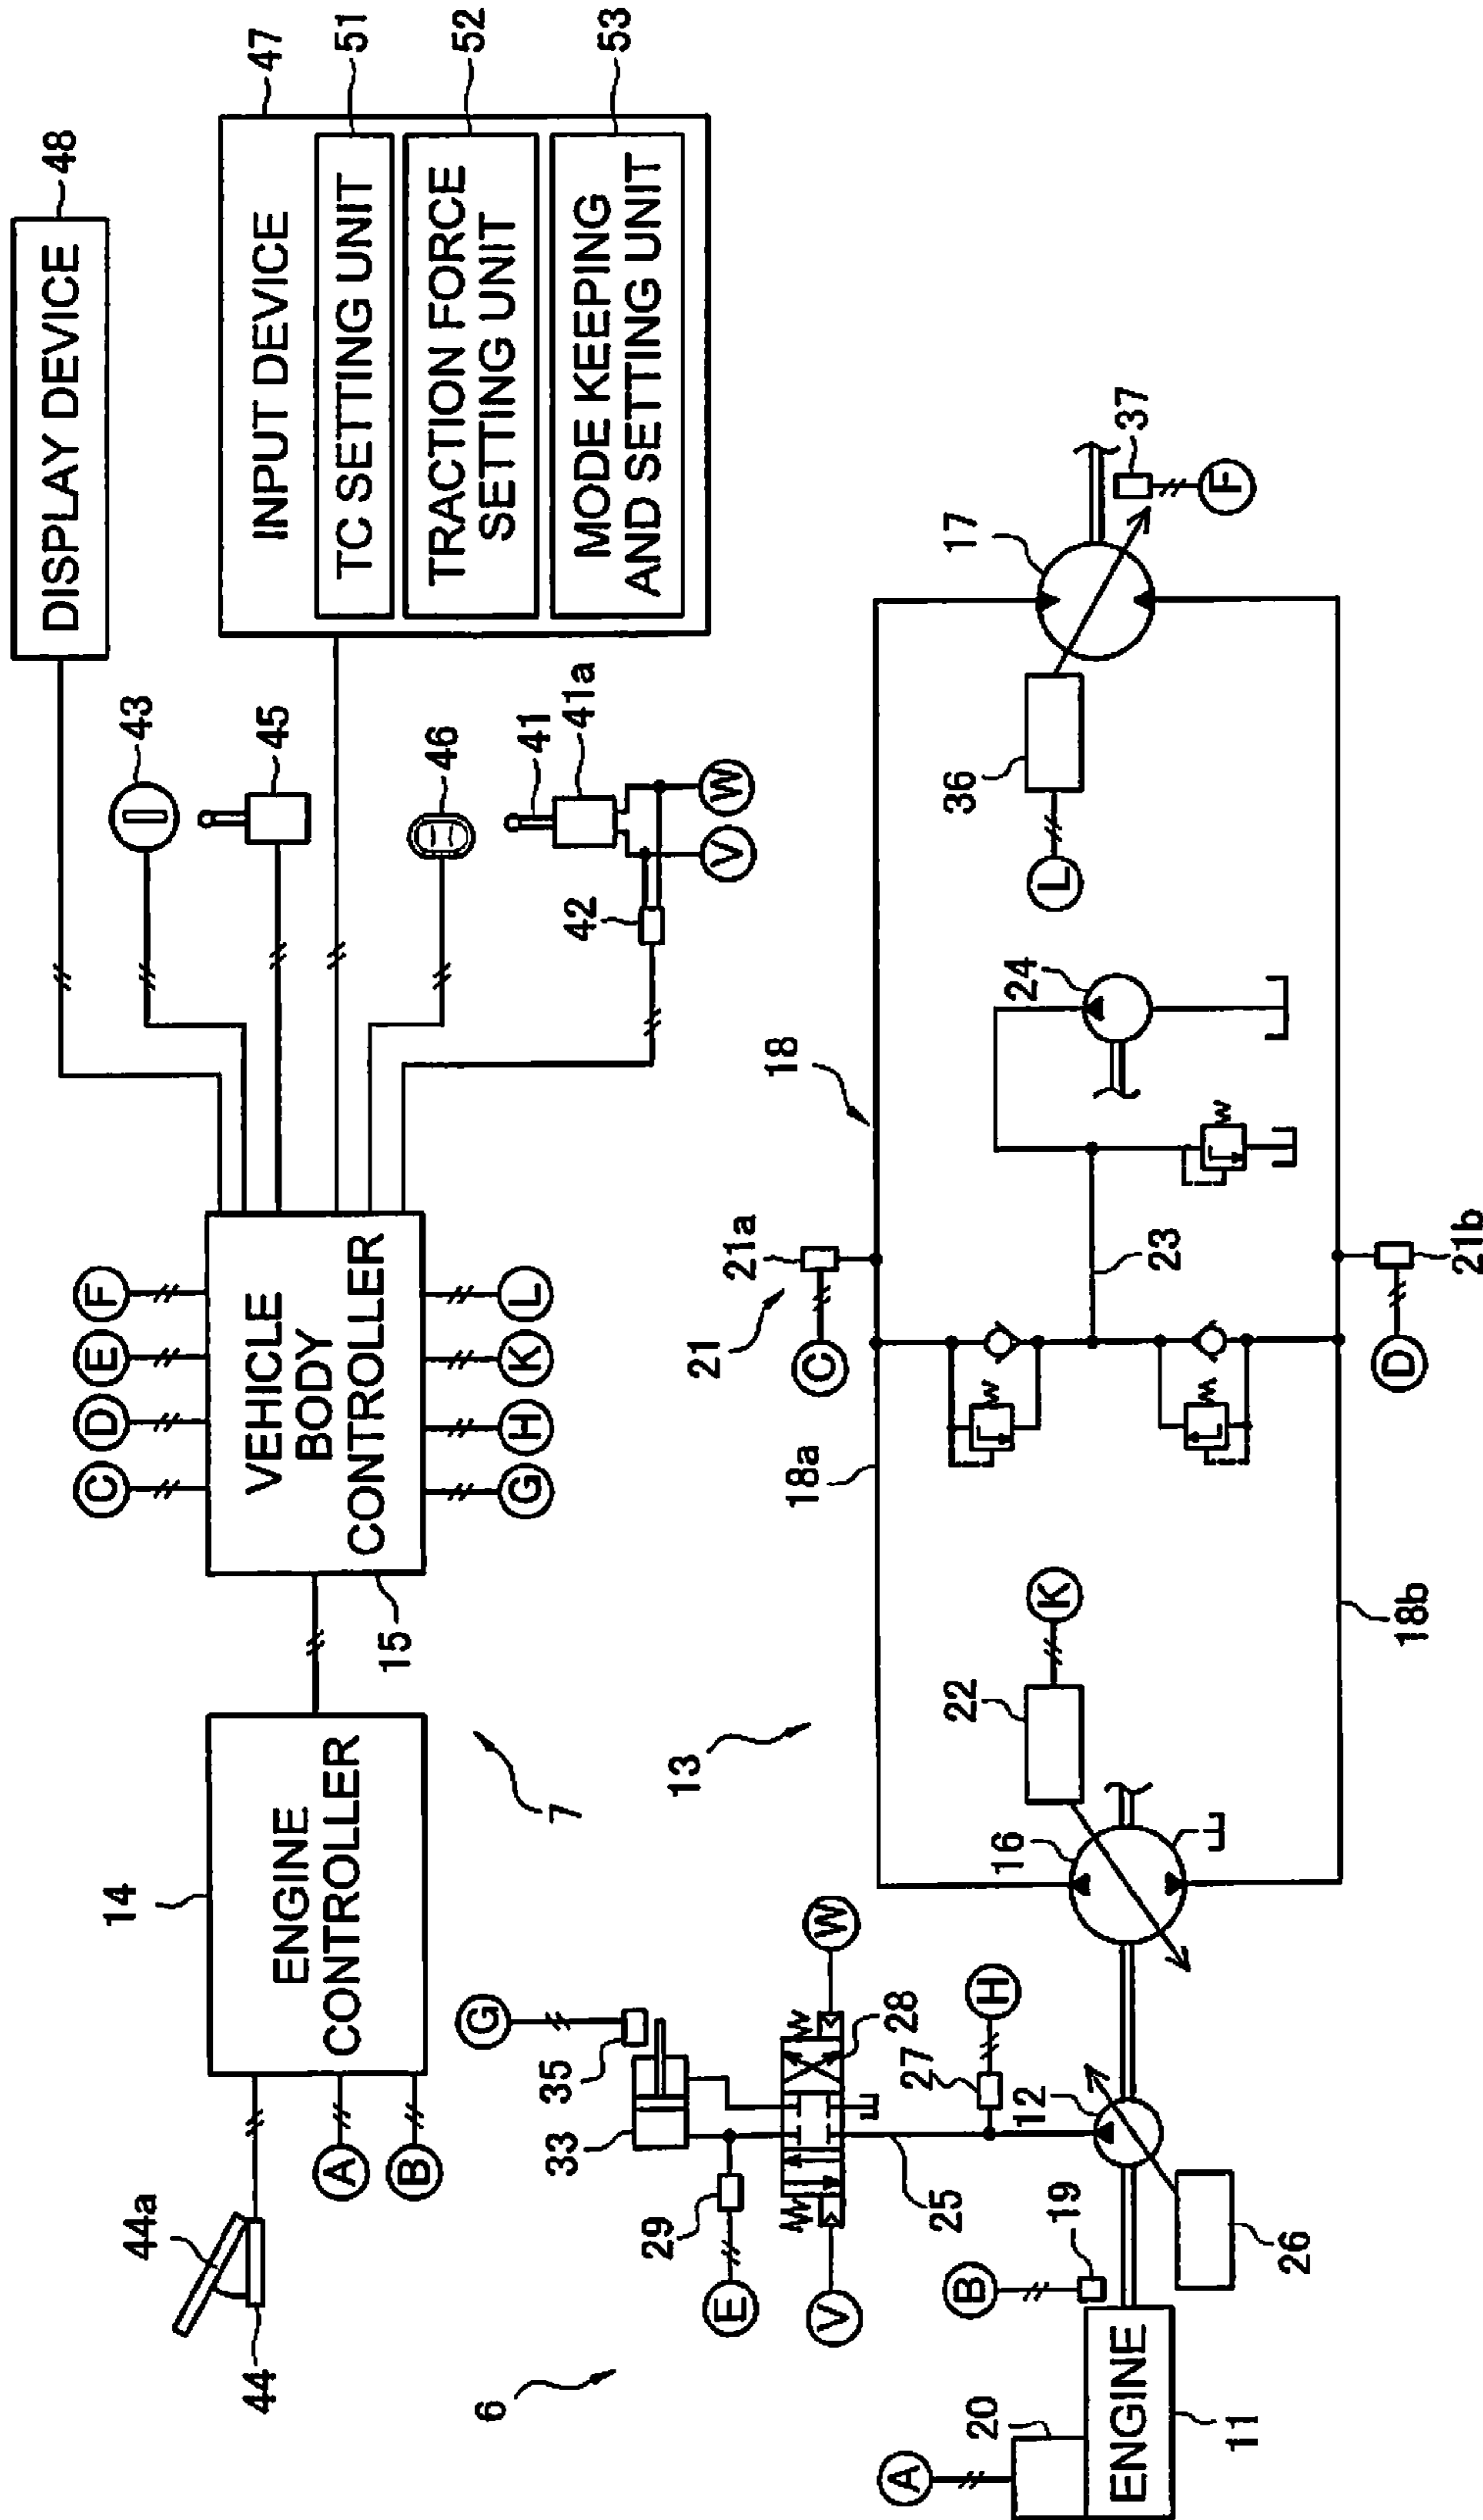 DISPLAY DEVICE
48
INPUT DEVICE
47
TC SETTING UNIT
51
TRACTION FORCE
SETTING UNIT
52
MODE KEEPING
AND SETTING UNIT
53
43
45
46
41
41a
42
V
W
C
D
E
F
VEHICLE
BODY
CONTROLLER
G
H
K
L
15
14
ENGINE
CONTROLLER
44a
44
A
B
7
6
G
35
33
29
E
V
W
W
W
28
25
27
H
12
19
B
26
A
20
ENGINE
11
13
16
22
K
18
18a
18b
21
21a
C
21b
D
W
W
23
W
24
36
L
17
37
F